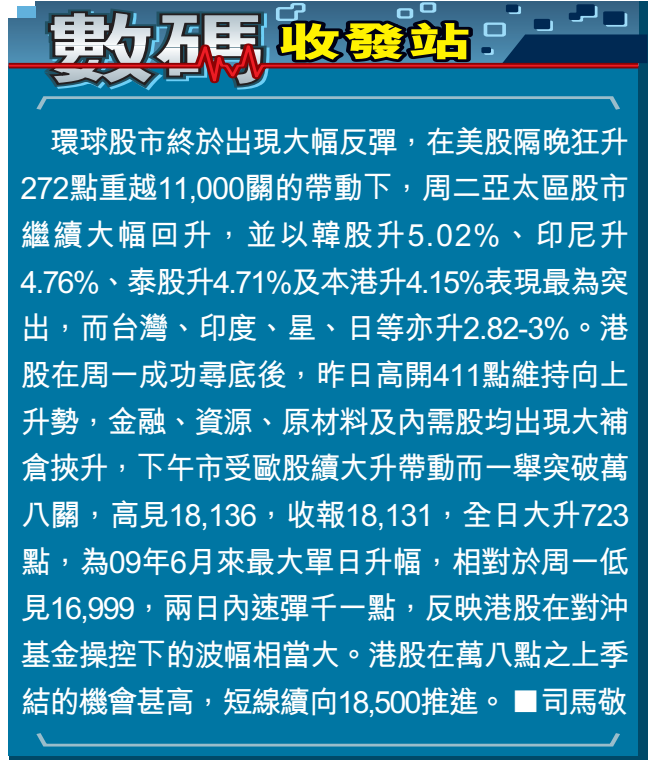 數碼收發站
環球股市終於出現大幅反彈，在美股隔晚狂升
272點重越11,000關的帶動下，周二亞太區股市
繼續大幅回升，並以韓股升5.02%、印尼升
4.76%、泰股升4.71%及本港升4.15%表現最為突
出，而台灣、印度、星、日等亦升2.82-3%。港
股在周一成功尋底後，昨日高開411點維持向上
升勢，金融、資源、原材料及內需股均出現大補
倉挾升，下午市受歐股續大升帶動而一舉突破萬
八關，高見18,136，收報18,131，全日大升723
點，為09年6月來最大單日升幅，相對於周一低
見16,999，兩日內速彈千一點，反映港股在對沖
基金操控下的波幅相當大。港股在萬八點之上季
結的機會甚高，短線續向18,500推進。 ■司馬敬